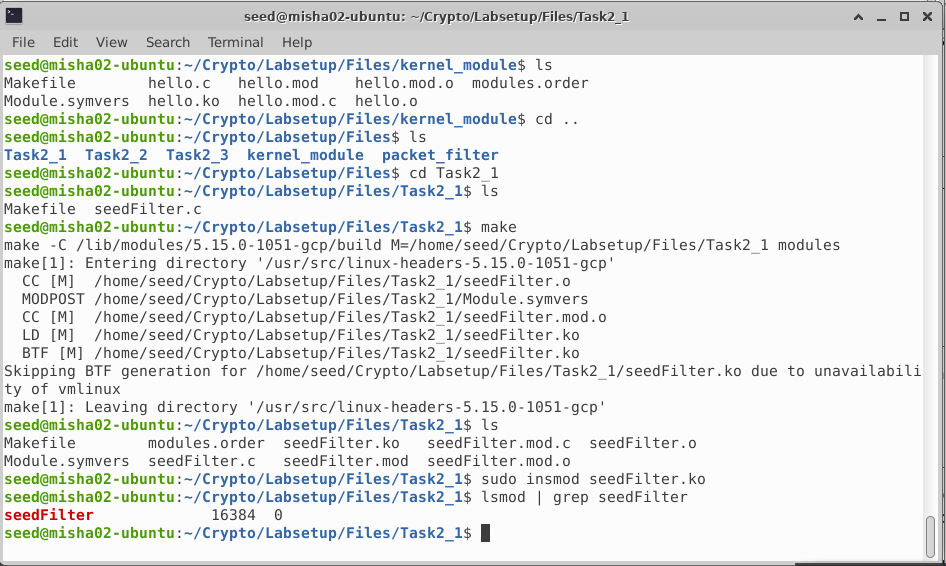 seed@misha02-ubuntu: ~/Crypto/Labsetup/Files/Task2_1
File Edit View Search Terminal Help
seed@misha02-ubuntu:~/Crypto/Labsetup/Files/kernel_module$ ls
Makefile        hello.c   hello.mod    hello.mod.o  modules.order
Module.symvers  hello.ko  hello.mod.c  hello.o
seed@misha02-ubuntu:~/Crypto/Labsetup/Files/kernel_module$ cd ..
seed@misha02-ubuntu:~/Crypto/Labsetup/Files$ ls
Task2_1  Task2_2  Task2_3  kernel_module  packet_filter
seed@misha02-ubuntu:~/Crypto/Labsetup/Files$ cd Task2_1
seed@misha02-ubuntu:~/Crypto/Labsetup/Files/Task2_1$ ls
Makefile  seedFilter.c
seed@misha02-ubuntu:~/Crypto/Labsetup/Files/Task2_1$ make
make -C /lib/modules/5.15.0-1051-gcp/build M=/home/seed/Crypto/Labsetup/Files/Task2_1 modules
make[1]: Entering directory '/usr/src/linux-headers-5.15.0-1051-gcp'
  CC [M]  /home/seed/Crypto/Labsetup/Files/Task2_1/seedFilter.o
  MODPOST /home/seed/Crypto/Labsetup/Files/Task2_1/Module.symvers
  CC [M]  /home/seed/Crypto/Labsetup/Files/Task2_1/seedFilter.mod.o
  LD [M]  /home/seed/Crypto/Labsetup/Files/Task2_1/seedFilter.ko
  BTF [M] /home/seed/Crypto/Labsetup/Files/Task2_1/seedFilter.ko
Skipping BTF generation for /home/seed/Crypto/Labsetup/Files/Task2_1/seedFilter.ko due to unavailabili
ty of vmlinux
make[1]: Leaving directory '/usr/src/linux-headers-5.15.0-1051-gcp'
seed@misha02-ubuntu:~/Crypto/Labsetup/Files/Task2_1$ ls
Makefile        modules.order  seedFilter.ko   seedFilter.mod.c  seedFilter.o
Module.symvers  seedFilter.c   seedFilter.mod  seedFilter.mod.o
seed@misha02-ubuntu:~/Crypto/Labsetup/Files/Task2_1$ sudo insmod seedFilter.ko
seed@misha02-ubuntu:~/Crypto/Labsetup/Files/Task2_1$ lsmod | grep seedFilter
seedFilter             16384  0
seed@misha02-ubuntu:~/Crypto/Labsetup/Files/Task2_1$